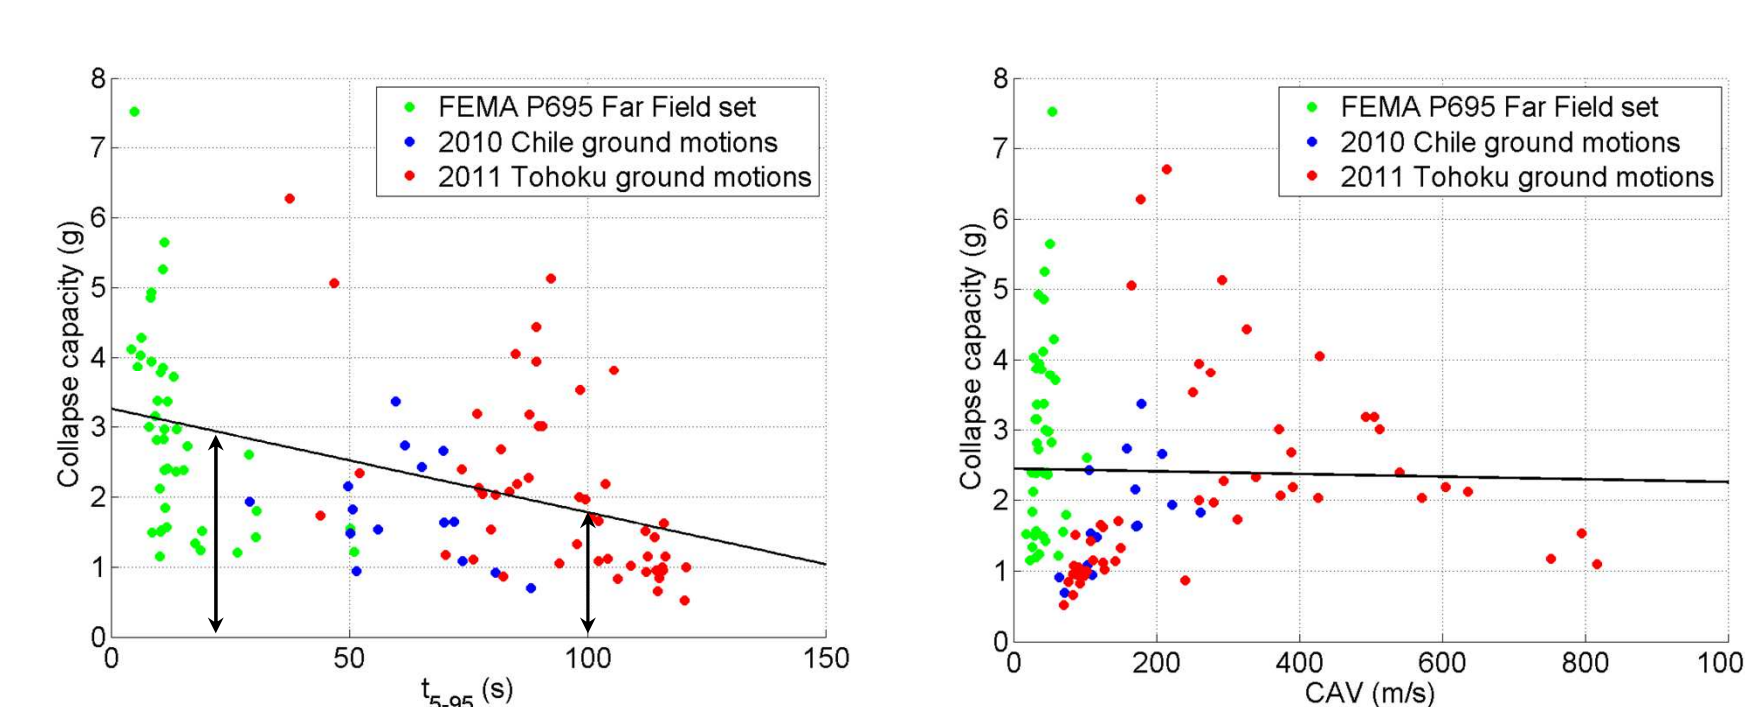 8
7
6
5
4
3
2
1
0
Collapse capacity (g)
FEMA P695 Far Field set
2010 Chile ground motions
2011 Tohoku ground motions
0 50 100 150
t5-95 (s)
8
7
6
5
4
3
2
1
0
Collapse capacity (g)
FEMA P695 Far Field set
2010 Chile ground motions
2011 Tohoku ground motions
0 200 400 600 800 100
CAV (m/s)